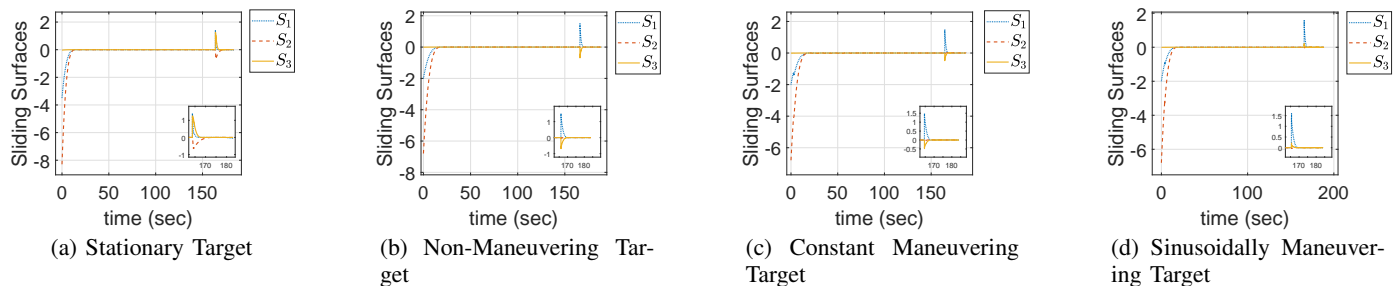 2
0
-2
-4
-6
-8
Sliding Surfaces
0 50 100 150
time (sec)
1
0
-1
170 180
S1
S2
S3
(a) Stationary Target
2
0
-2
-4
-6
-8
Sliding Surfaces
0 50 100 150
time (sec)
1
0
-1
170 180
S1
S2
S3
(b) Non-Maneuvering Tar-
get
2
0
-2
-4
-6
Sliding Surfaces
0 50 100 150
time (sec)
1.5
1
0.5
0
-0.5
170 180
S1
S2
S3
(c) Constant Maneuvering
Target
2
0
-2
-4
-6
Sliding Surfaces
0 100 200
time (sec)
1.5
1
0.5
0
170 180
S1
S2
S3
(d) Sinusoidally Maneuver-
ing Target